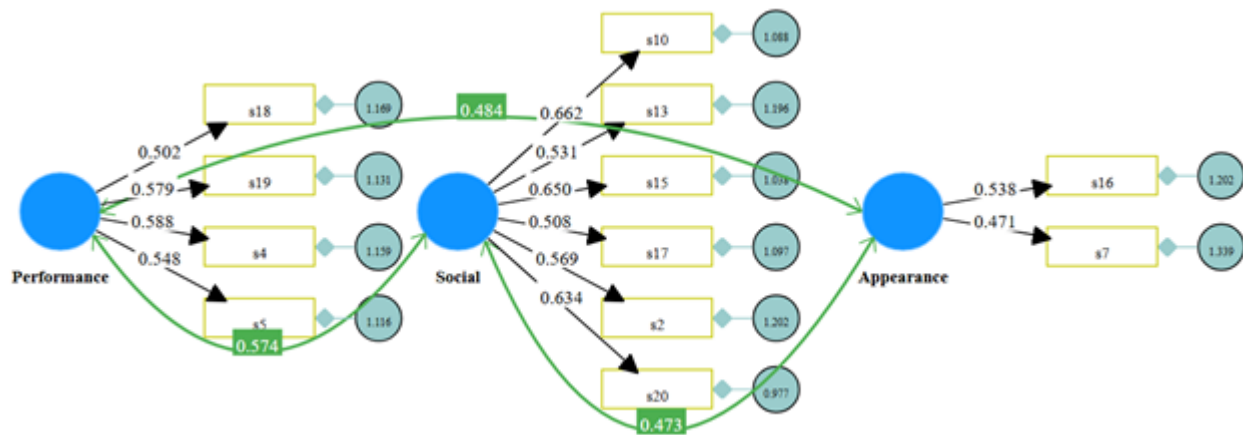 s10
1.088
s18
1.169
0.484
0.662
s13
1.196
0.502
0.531
0.579
s19
1.131
0.650
s15
1.038
0.538
s16
1.202
0.588
0.508
0.471
s4
1.159
s17
1.097
s7
1.339
0.548
0.569
Performance
Social
Appearance
0.634
s5
1.116
s2
1.202
0.574
s20
0.977
0.473